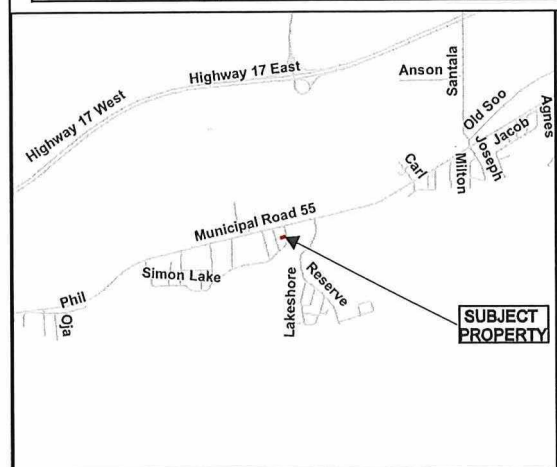 Highway 17 East
Highway 17 West
Anson
Santala
Old Soo
Agnes
Jacob
Joseph
Milton
Carl
Municipal Road 55
Simon Lake
Reserve
Lakeshore
Phil
Oja
SUBJECT
PROPERTY